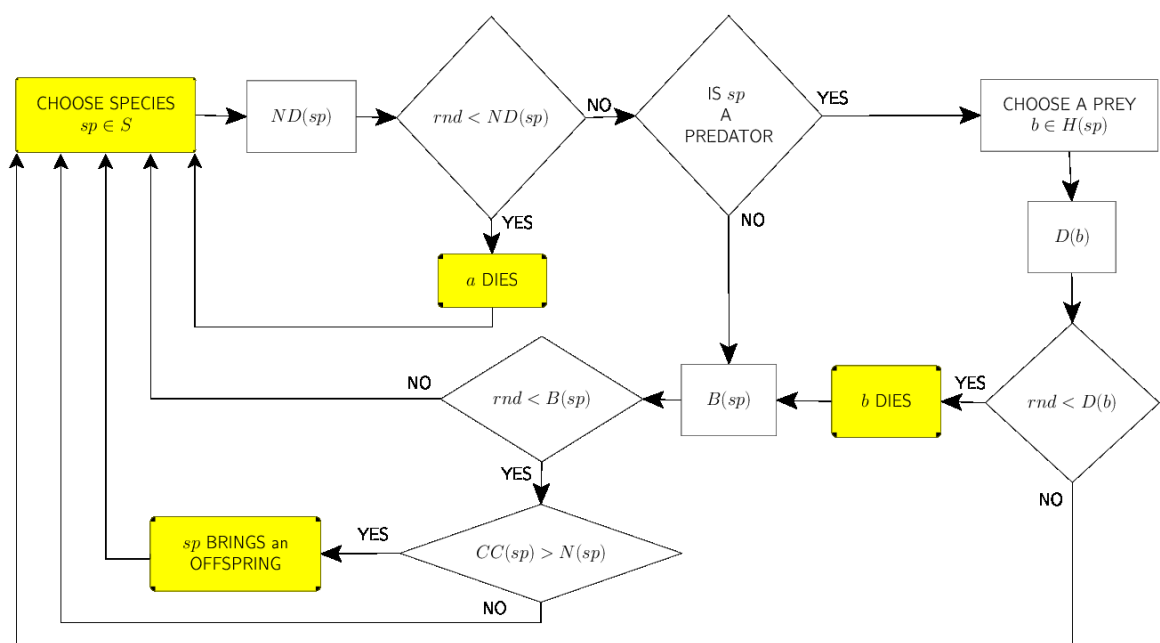 CHOOSE SPECIES
sp ∈ S
ND(sp)
rnd < ND(sp)
NO
YES
a DIES
IS sp
A
PREDATOR
YES
NO
CHOOSE A PREY
b ∈ H(sp)
D(b)
rnd < D(b)
YES
NO
b DIES
B(sp)
rnd < B(sp)
NO
YES
CC(sp) > N(sp)
YES
NO
sp BRINGS an
OFFSPRING